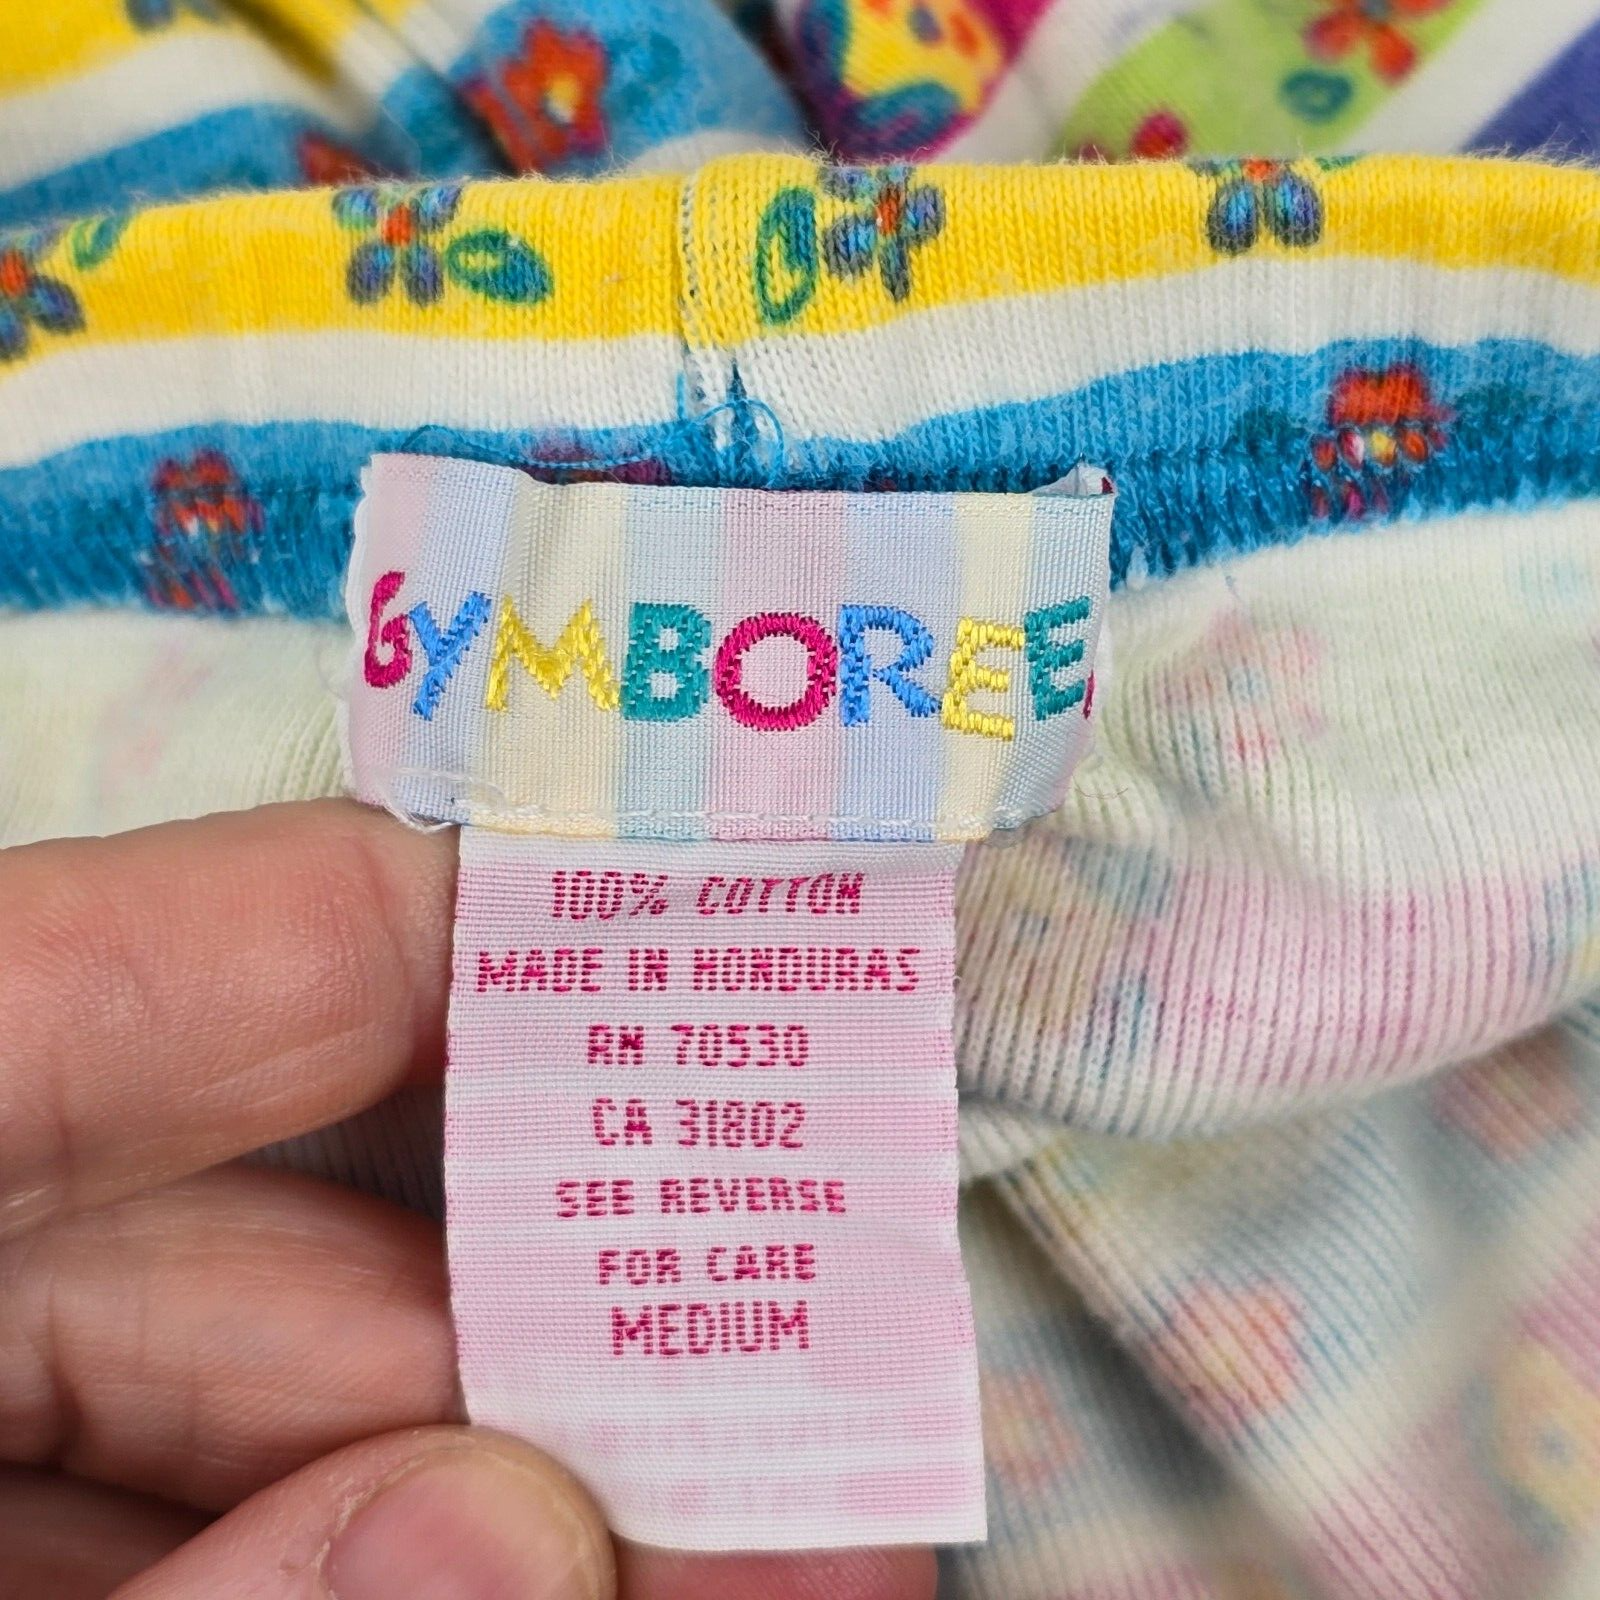 GYMBOREE
100% COTTON
MADE IN HONDURAS
RN 70530
CA 31802
SEE REVERSE
FOR CARE
MEDIUM